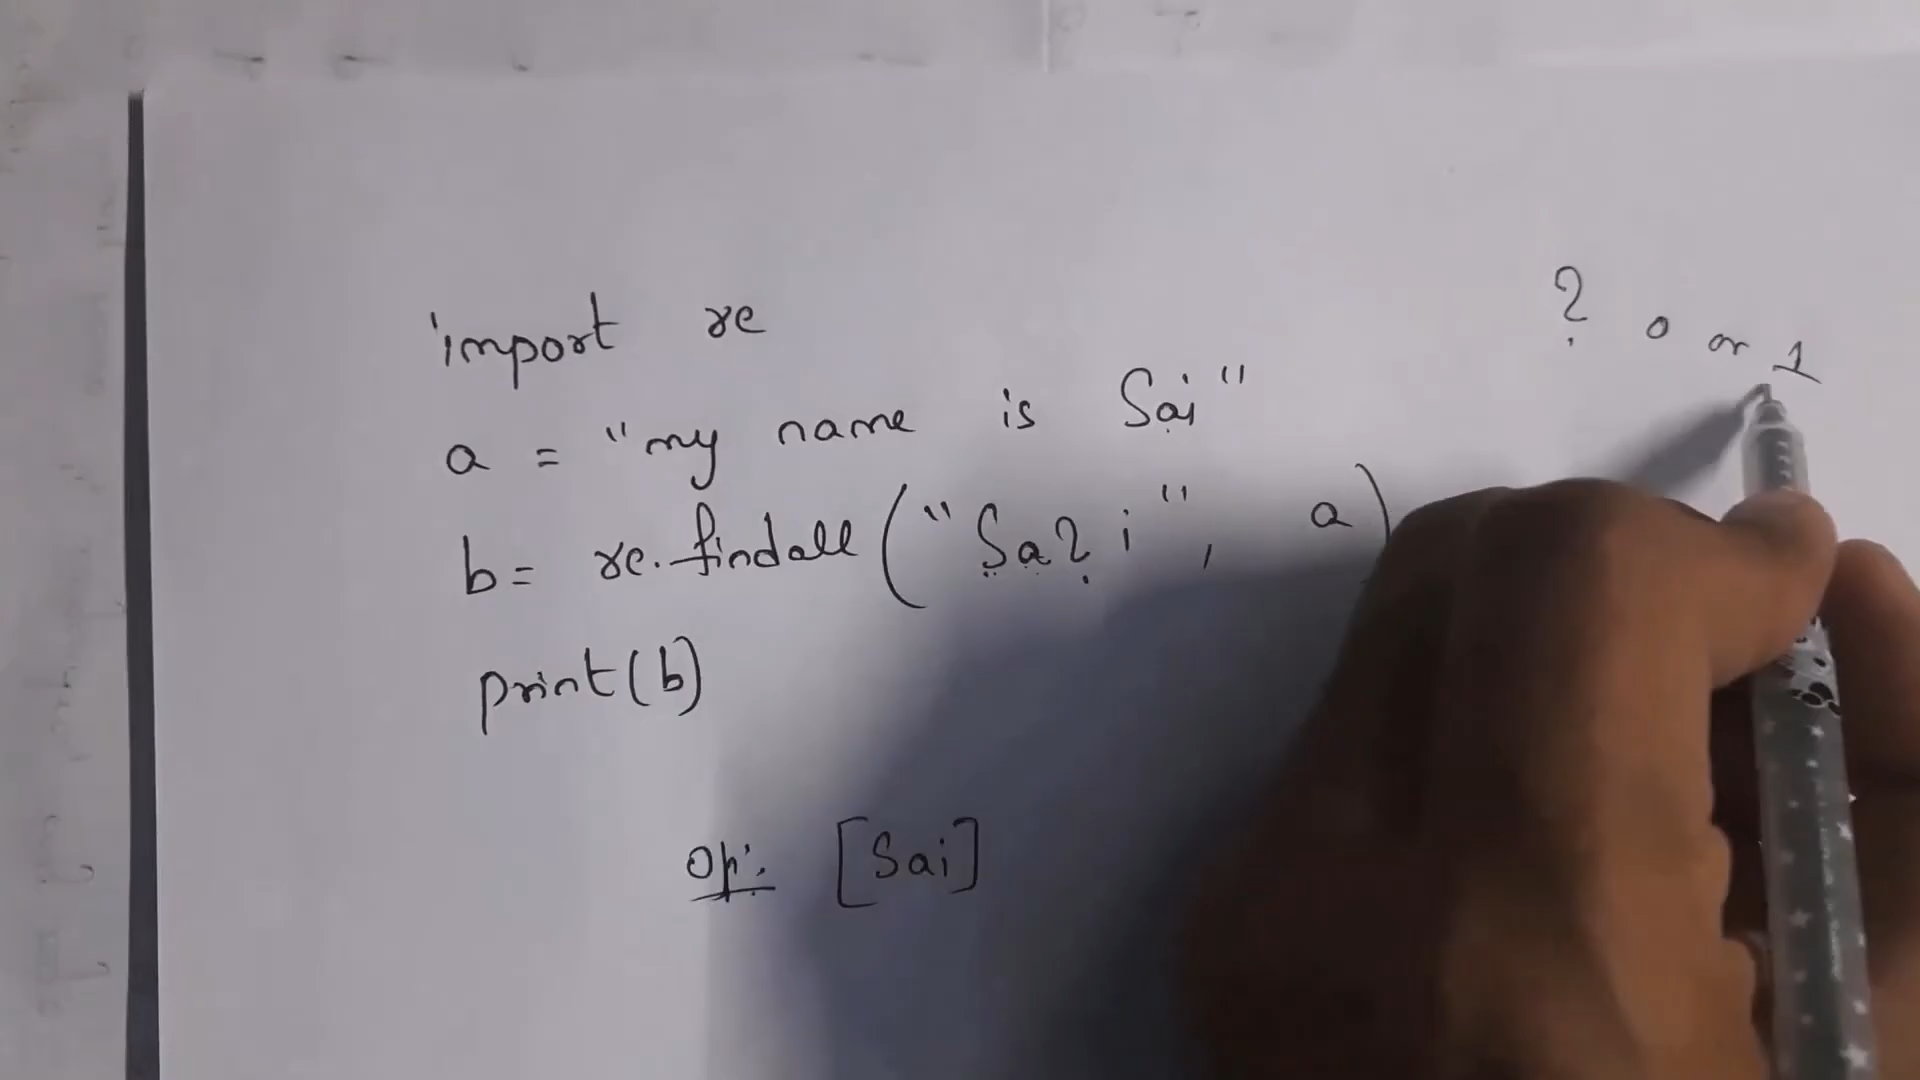 import re
? 0 or 1
a = "my name is Sai"
b = re.findall("Sa?i", a)
print(b)
Op:. [Sai]